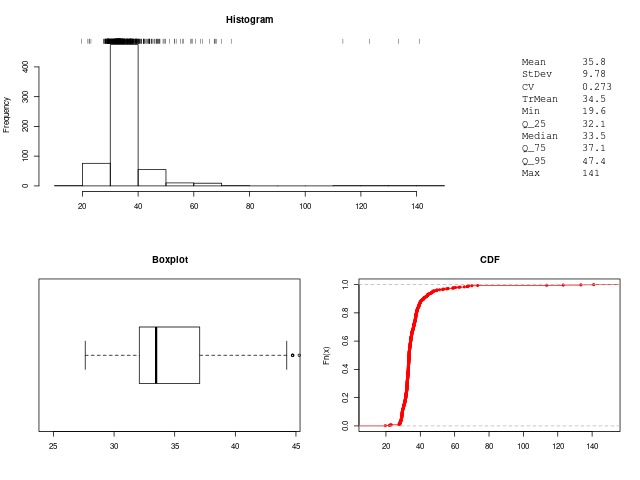 Histogram
Frequency
0 100 200 300 400
20 40 60 80 100 120 140
Mean 35.8
StDev 9.78
CV 0.273
TrMean 34.5
Min 19.6
Q_25 32.1
Median 33.5
Q_75 37.1
Q_95 47.4
Max 141
Boxplot
25 30 35 40 45
CDF
Fn(x)
0.0 0.2 0.4 0.6 0.8 1.0
20 40 60 80 100 120 140